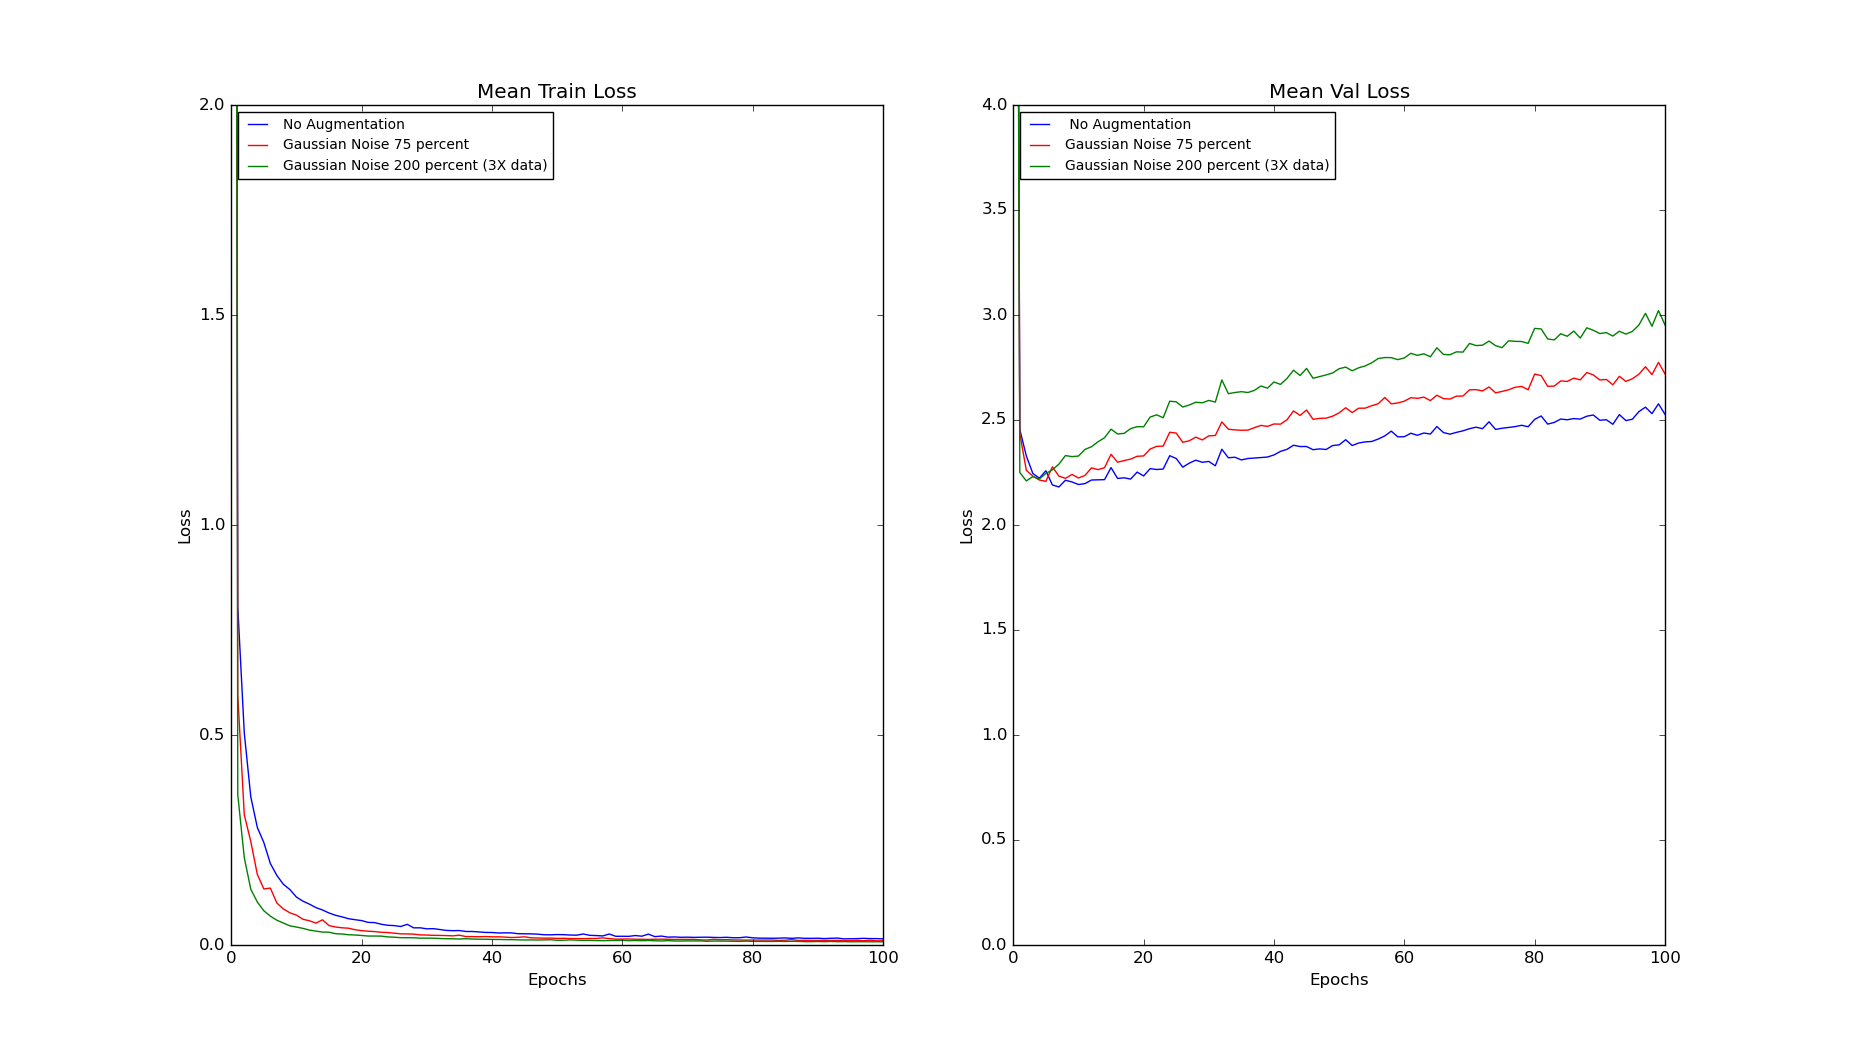 Mean Train Loss
2.0
1.5
1.0
0.5
0.0
Loss
No Augmentation
Gaussian Noise 75 percent
Gaussian Noise 200 percent (3X data)
0 20 40 60 80 100
Epochs
Mean Val Loss
4.0
3.5
3.0
2.5
2.0
1.5
1.0
0.5
0.0
Loss
No Augmentation
Gaussian Noise 75 percent
Gaussian Noise 200 percent (3X data)
0 20 40 60 80 100
Epochs